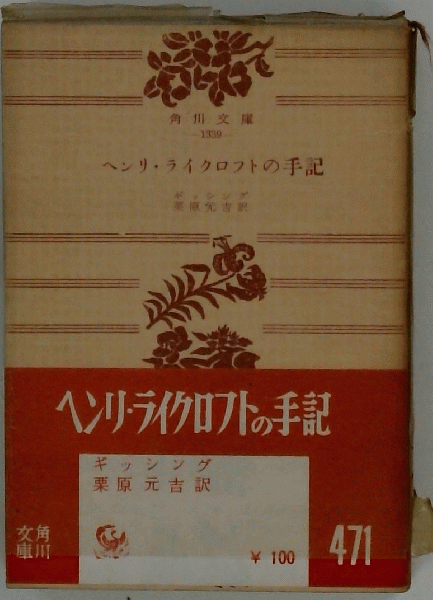 角川文庫
—1339—
ヘンリ・ライクロフトの手記
ギッシング
栗原元吉訳
ヘンリ・ライクロフトの手記
ギッシング
栗原元吉訳
角川
文庫
¥ 100
471